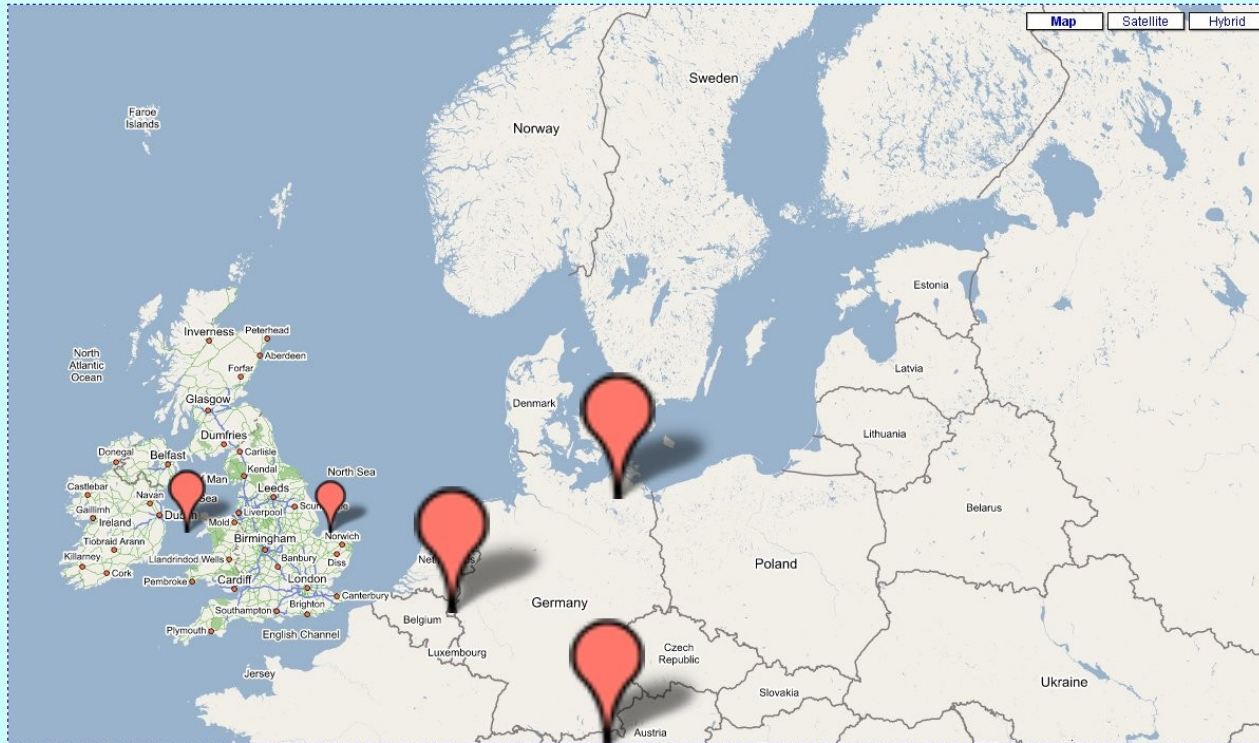 Map
Satellite
Hybrid
Sweden
Faroe
Islands
Norway
Estonia
Inverness
Peterhead
North
Atlantic
Ocean
Aberdeen
Forfar
Latvia
Glasgow
Denmark
Dumfries
Lithuania
Carlisle
Donegal
Belfast
Kendal
North Sea
Man
Castlebar
Leeds
Navan
Sea
Gaillimh
Ireland
Liverpool
Mold
Belarus
Norwich
Tiobraid Arann
Birmingham
Killarney
Llandrindod Wells
Banbury
Diss
Poland
Cork
Pembroke
Cardiff
London
Canterbury
Germany
Southampton
Brighton
Belgium
Plymouth
English Channel
Luxembourg
Czech
Republic
Jersey
Ukraine
Slovakia
Austria